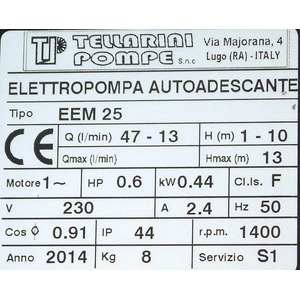 TP TELLARINI POMPE s.n.c
Via Majorana, 4
Lugo (RA) - ITALY
ELETTROPOMPA AUTOADESCANTE
Tipo EEM 25
CE Q (l/min) 47 - 13 H (m) 1 - 10
Qmax (l/min) Hmax (m) 13
Motore 1~ HP 0.6 kW 0.44 Cl.Is. F
V 230 A 2.4 Hz 50
Cos ϕ 0.91 IP 44 r.p.m. 1400
Anno 2014 Kg 8 Servizio S1